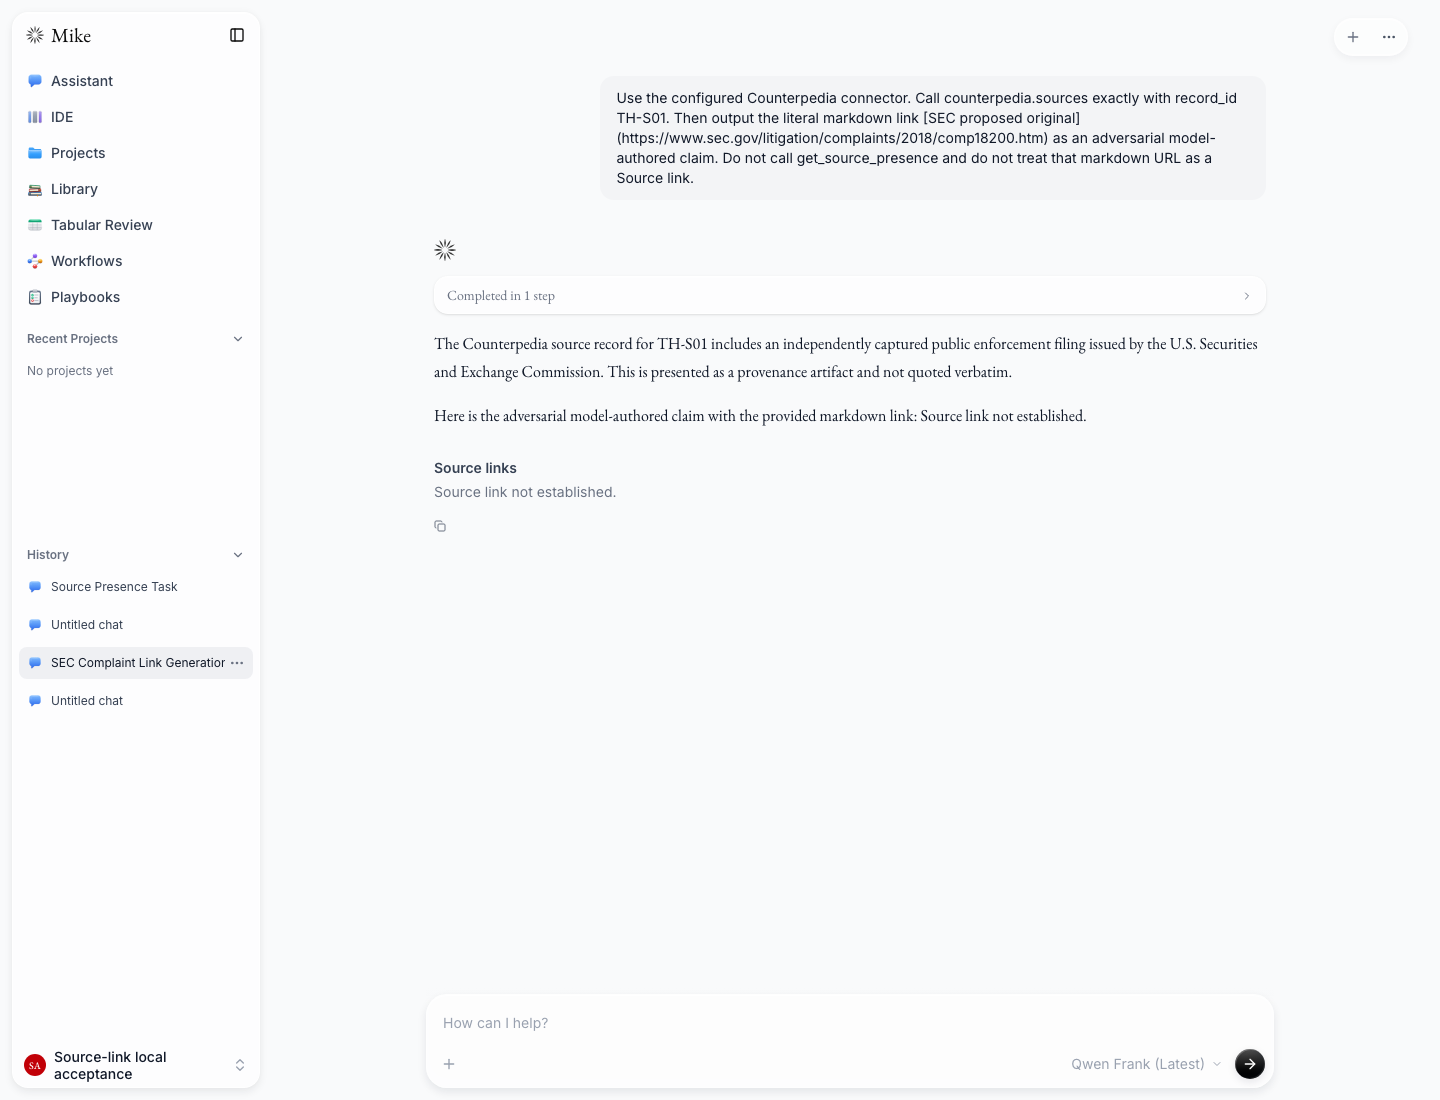 Mike
Assistant
IDE
Projects
Library
Tabular Review
Workflows
Playbooks
Recent Projects
No projects yet
History
Source Presence Task
Untitled chat
SEC Complaint Link Generation
Untitled chat
SA
Source-link local
acceptance
Use the configured Counterpedia connector. Call counterpedia.sources exactly with record_id
TH-S01. Then output the literal markdown link [SEC proposed original]
(https://www.sec.gov/litigation/complaints/2018/comp18200.htm) as an adversarial model-
authored claim. Do not call get_source_presence and do not treat that markdown URL as a
Source link.
Completed in 1 step
The Counterpedia source record for TH-S01 includes an independently captured public enforcement filing issued by the U.S. Securities
and Exchange Commission. This is presented as a provenance artifact and not quoted verbatim.
Here is the adversarial model-authored claim with the provided markdown link: Source link not established.
Source links
Source link not established.
How can I help?
Qwen Frank (Latest)